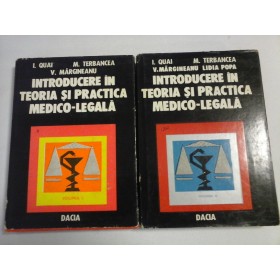 I. QUAI M. TERBANCEA
V. MĂRGINEANU
INTRODUCERE ÎN
TEORIA ȘI PRACTICA
MEDICO-LEGALĂ
DACIA
I. QUAI M. TERBANCEA
V. MĂRGINEANU LIDIA POPA
INTRODUCERE ÎN
TEORIA ȘI PRACTICA
MEDICO-LEGALĂ
DACIA